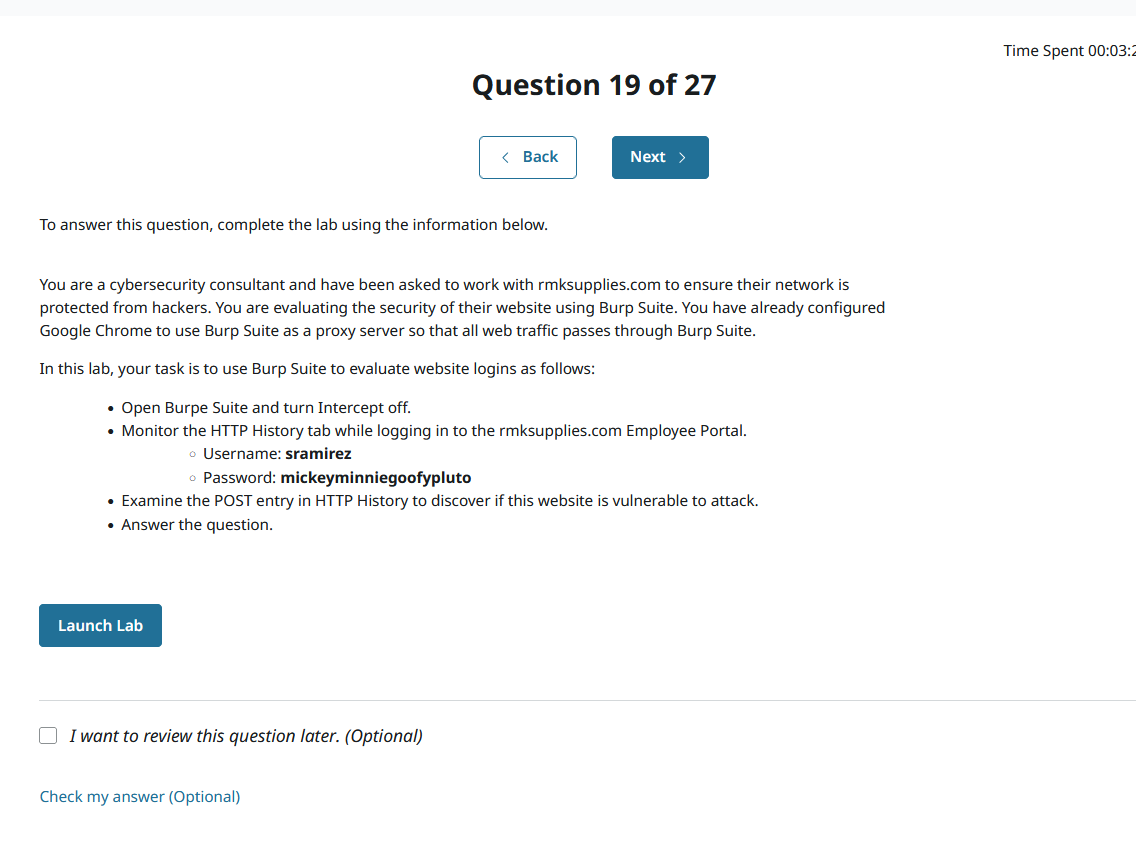 Time Spent 00:03:2
Question 19 of 27
Back
Next
To answer this question, complete the lab using the information below.
You are a cybersecurity consultant and have been asked to work with rmksupplies.com to ensure their network is
protected from hackers. You are evaluating the security of their website using Burp Suite. You have already configured
Google Chrome to use Burp Suite as a proxy server so that all web traffic passes through Burp Suite.
In this lab, your task is to use Burp Suite to evaluate website logins as follows:
• Open Burpe Suite and turn Intercept off.
• Monitor the HTTP History tab while logging in to the rmksupplies.com Employee Portal.
○ Username: sramirez
○ Password: mickeyminniegoofypluto
• Examine the POST entry in HTTP History to discover if this website is vulnerable to attack.
• Answer the question.
Launch Lab
I want to review this question later. (Optional)
Check my answer (Optional)